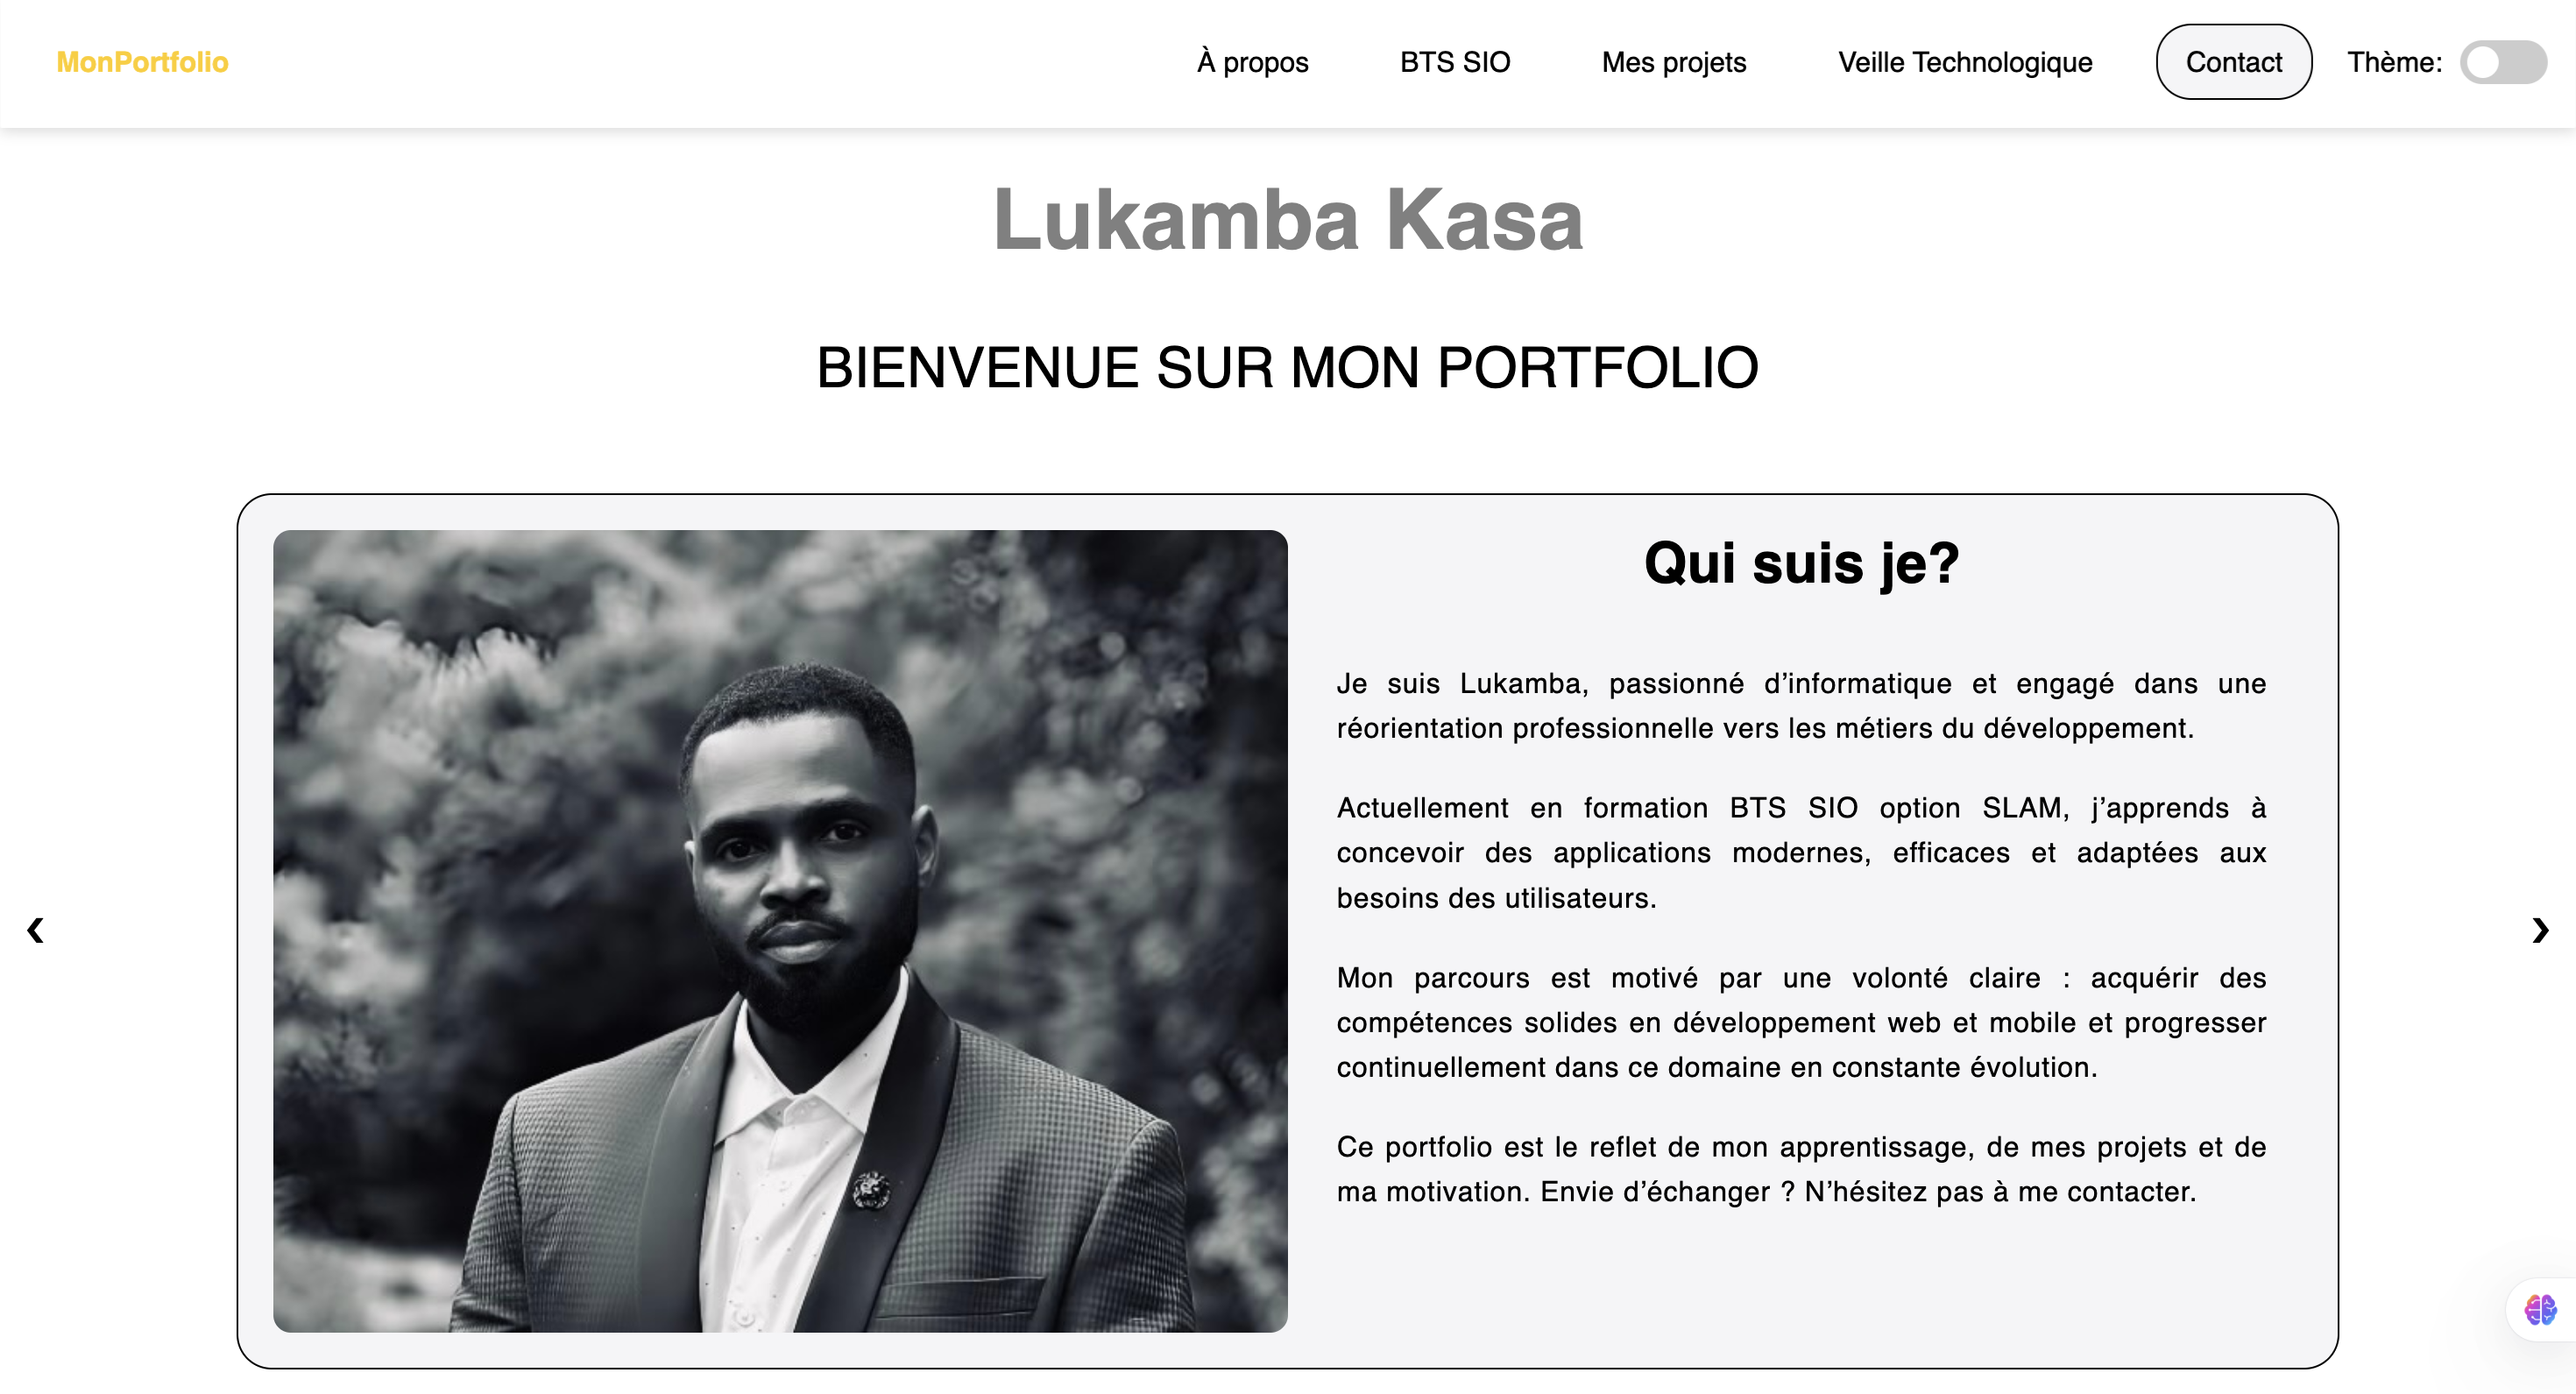 MonPortfolio
À propos
BTS SIO
Mes projets
Veille Technologique
Contact
Thème:
Lukamba Kasa
BIENVENUE SUR MON PORTFOLIO
Qui suis je?
Je suis Lukamba, passionné d’informatique et engagé dans une
réorientation professionnelle vers les métiers du développement.
Actuellement en formation BTS SIO option SLAM, j’apprends à
concevoir des applications modernes, efficaces et adaptées aux
besoins des utilisateurs.
Mon parcours est motivé par une volonté claire : acquérir des
compétences solides en développement web et mobile et progresser
continuellement dans ce domaine en constante évolution.
Ce portfolio est le reflet de mon apprentissage, de mes projets et de
ma motivation. Envie d’échanger ? N’hésitez pas à me contacter.